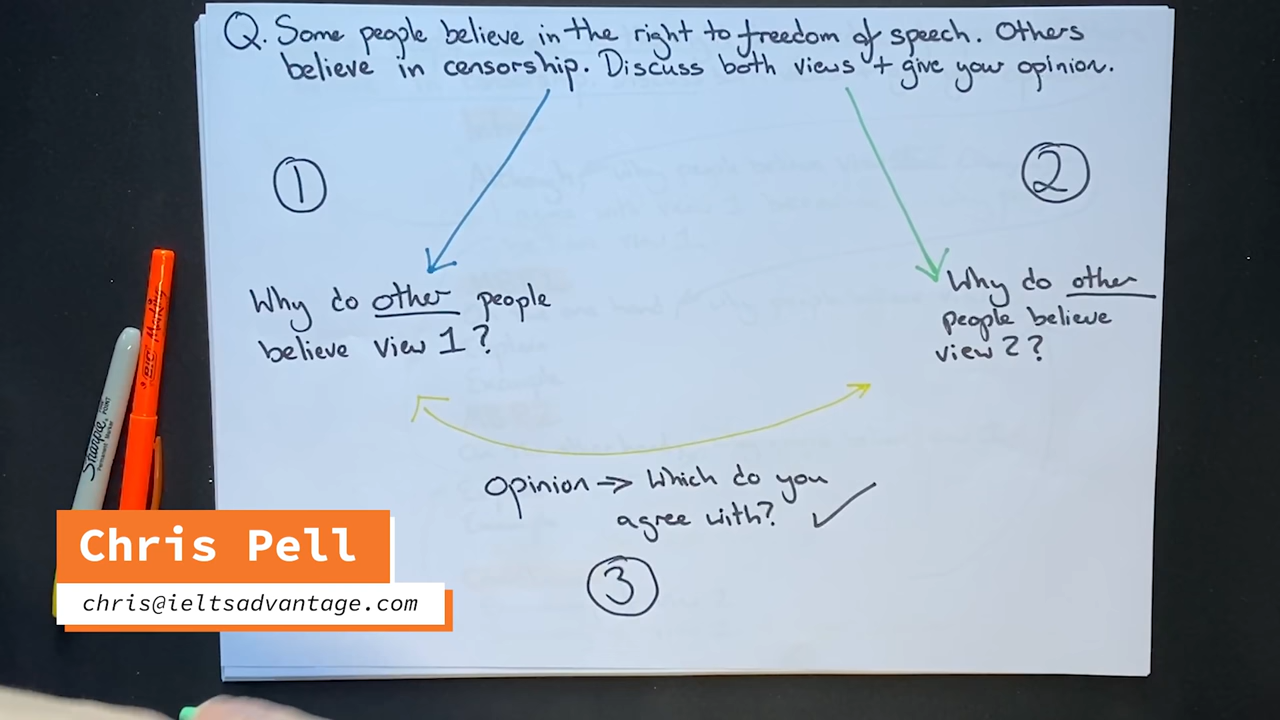 Q. Some people believe in the right to freedom of speech. Others
believe in censorship. Discuss both views + give your opinion.
1
2
Why do other people
believe view 1?
Why do other
people believe
view 2?
Opinion → Which do you
agree with? ✓
3
BIC Marking
Sharpie
Permanent Marker
Chris Pell
chris@ieltsadvantage.com